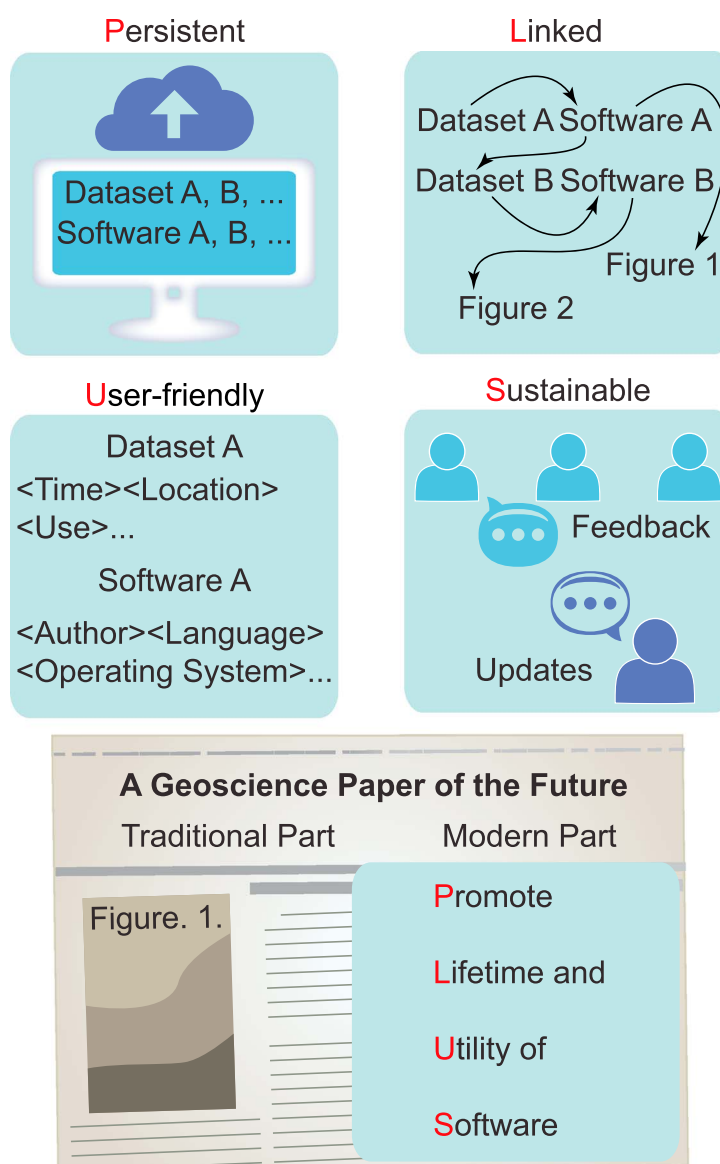 Persistent
Dataset A, B, ...
Software A, B, ...
Linked
Dataset A Software A
Dataset B Software B
Figure 1
Figure 2
User-friendly
Dataset A
<Time><Location>
<Use>...
Software A
<Author><Language>
<Operating System>...
Sustainable
Feedback
Updates
A Geoscience Paper of the Future
Traditional Part
Modern Part
Figure. 1.
Promote
Lifetime and
Utility of
Software